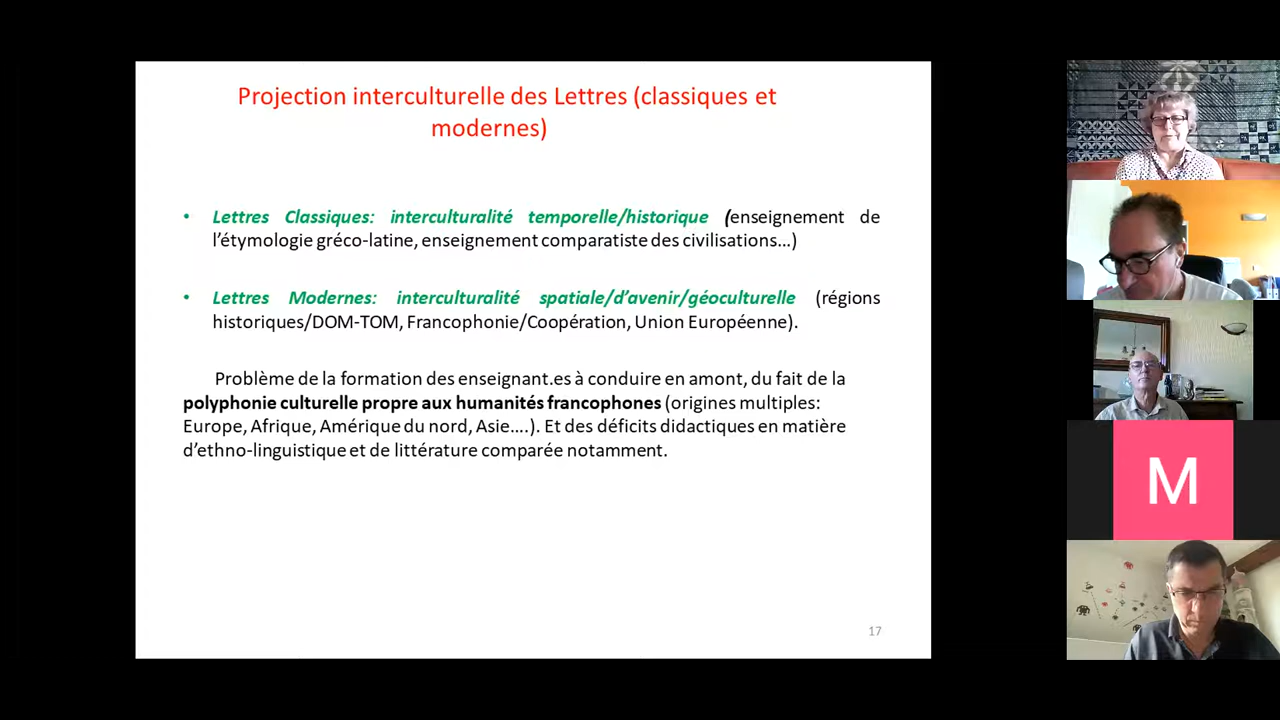 Projection interculturelle des Lettres (classiques et
modernes)
• Lettres Classiques: interculturalité temporelle/historique (enseignement de
l'étymologie gréco-latine, enseignement comparatiste des civilisations...)
• Lettres Modernes: interculturalité spatiale/d'avenir/géoculturelle (régions
historiques/DOM-TOM, Francophonie/Coopération, Union Européenne).
Problème de la formation des enseignant.es à conduire en amont, du fait de la
polyphonie culturelle propre aux humanités francophones (origines multiples:
Europe, Afrique, Amérique du nord, Asie....). Et des déficits didactiques en matière
d'ethno-linguistique et de littérature comparée notamment.
17
M